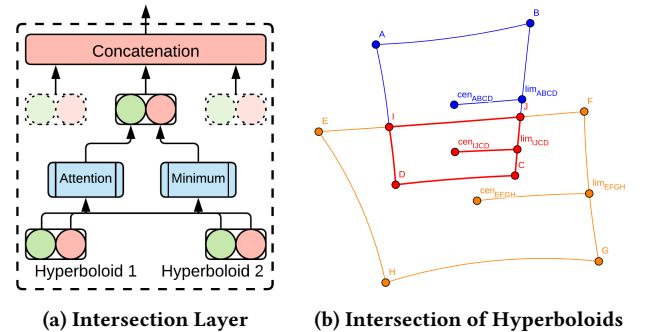 Concatenation
Attention
Minimum
Hyperboloid 1
Hyperboloid 2
(a) Intersection Layer
A
B
cen_ABCD
lim_ABCD
E
I
J
F
cen_IJCD
lim_IJCD
D
C
cen_EFGH
lim_EFGH
H
G
(b) Intersection of Hyperboloids